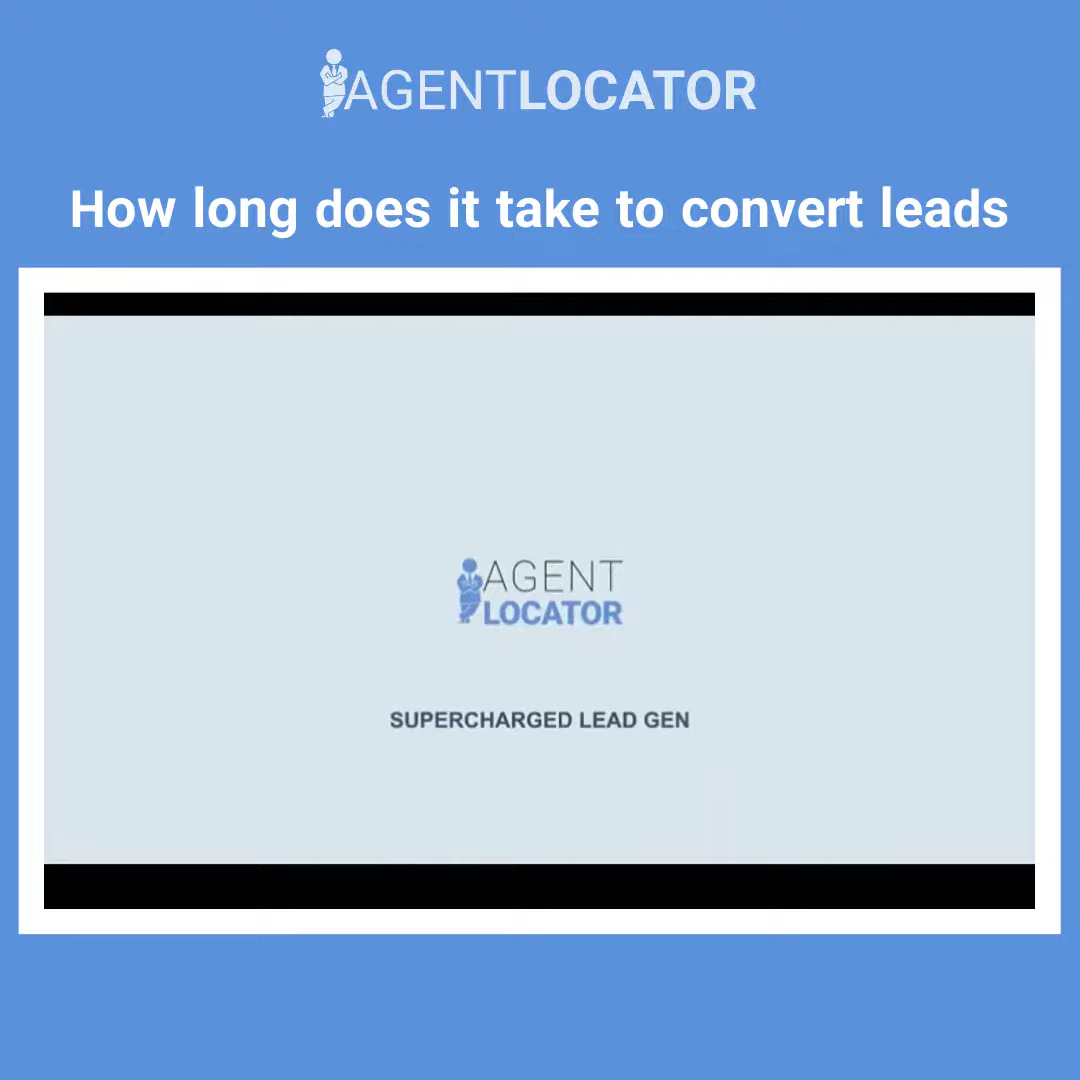 AGENTLOCATOR
How long does it take to convert leads
AGENT
LOCATOR
SUPERCHARGED LEAD GEN